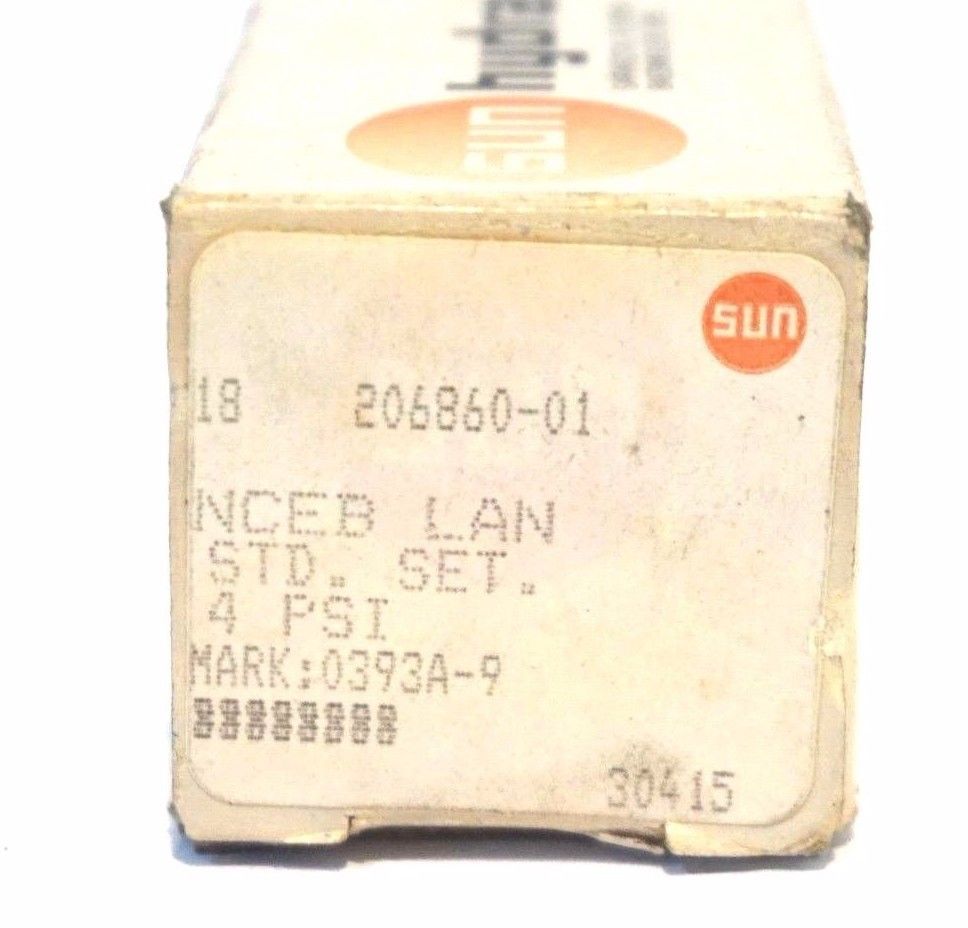 sun
sun
18 206860-01
NCEB LAN
STD. SET.
4 PSI
MARK:0393A-9
30415